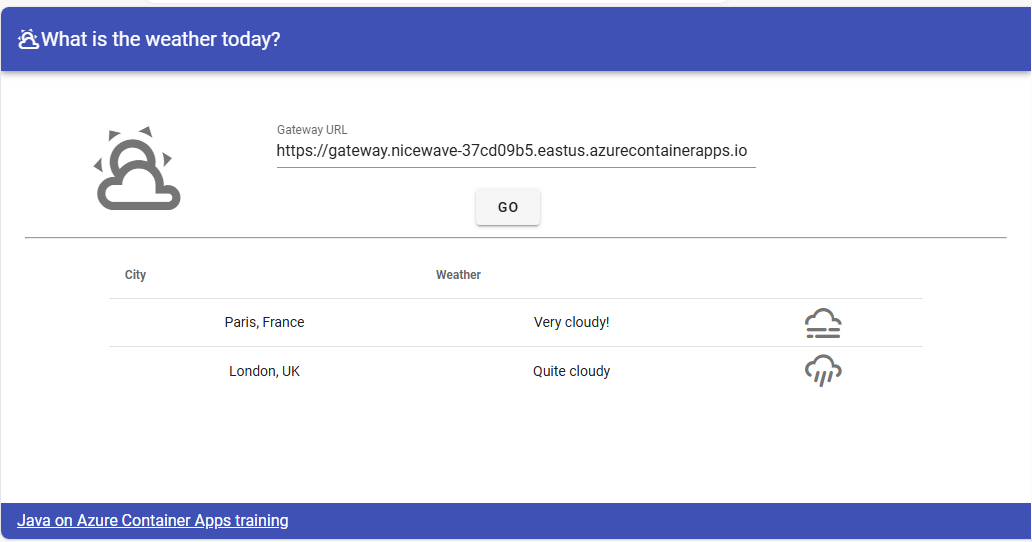 What is the weather today?
Gateway URL
https://gateway.nicewave-37cd09b5.eastus.azurecontainerapps.io
GO
City Weather
Paris, France Very cloudy!
London, UK Quite cloudy
Java on Azure Container Apps training